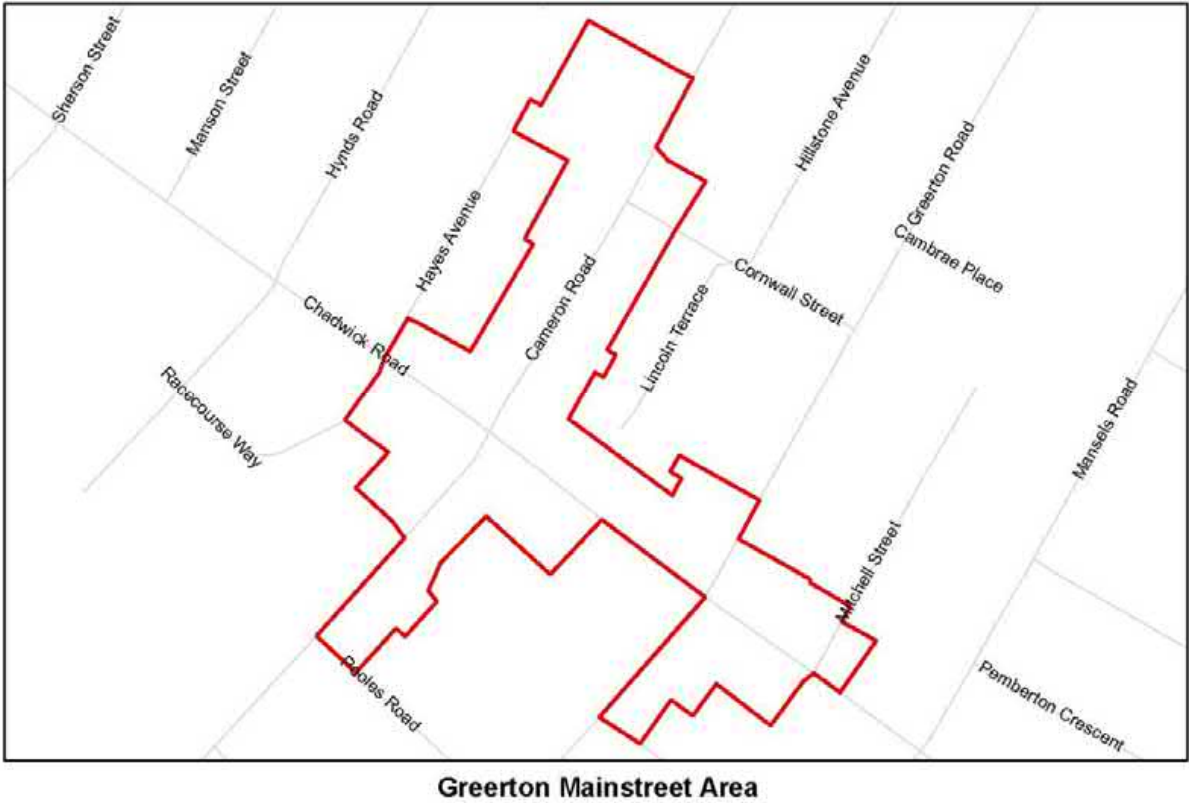 Sherson Street
Manson Street
Hynds Road
Hayes Avenue
Chadwick Road
Racecourse Way
Cameron Road
Hillstone Avenue
Greerton Road
Cambrae Place
Cornwall Street
Lincoln Terrace
Mansels Road
Mitchell Street
Pooles Road
Pemberton Crescent
Greerton Mainstreet Area